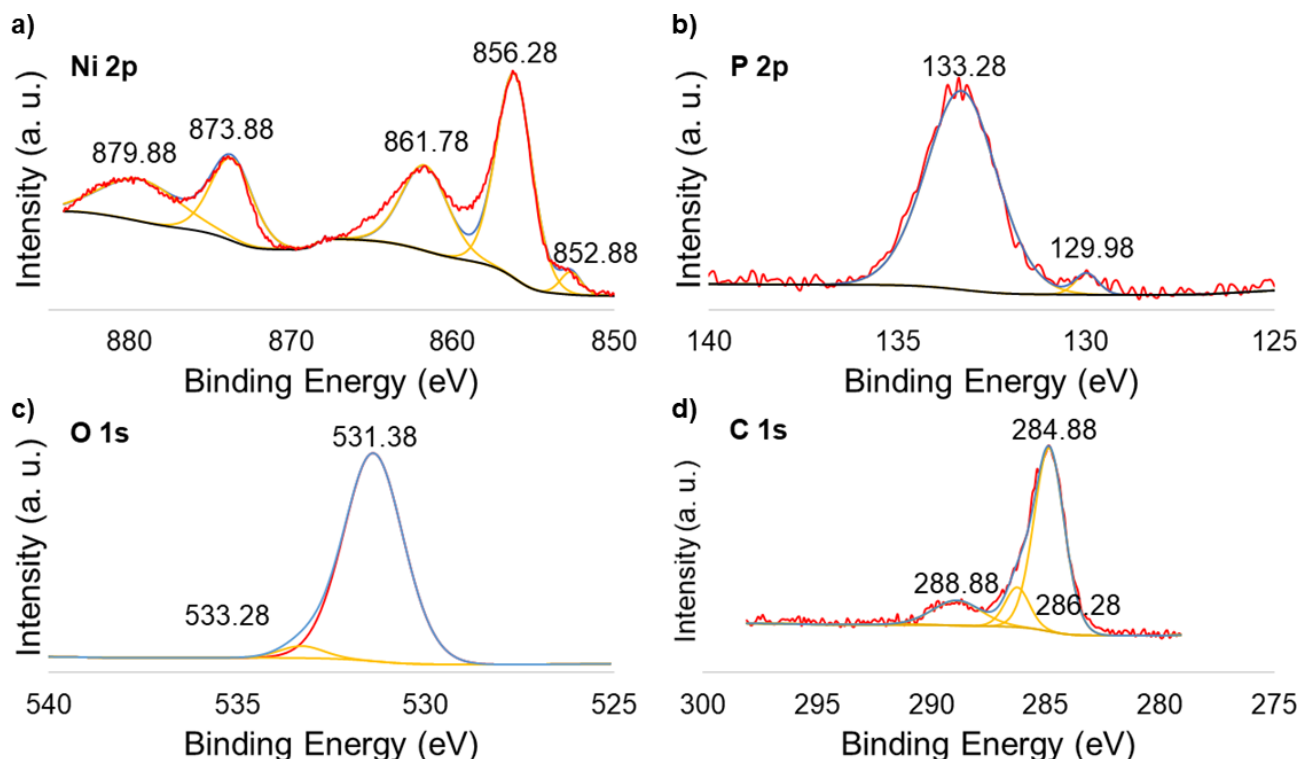 a)
Ni 2p
879.88
873.88
861.78
856.28
852.88
Intensity (a. u.)
880
870
860
850
Binding Energy (eV)
b)
P 2p
133.28
129.98
Intensity (a. u.)
140
135
130
125
Binding Energy (eV)
c)
O 1s
531.38
533.28
Intensity (a. u.)
540
535
530
525
Binding Energy (eV)
d)
C 1s
284.88
288.88
286.28
Intensity (a. u.)
300
295
290
285
280
275
Binding Energy (eV)